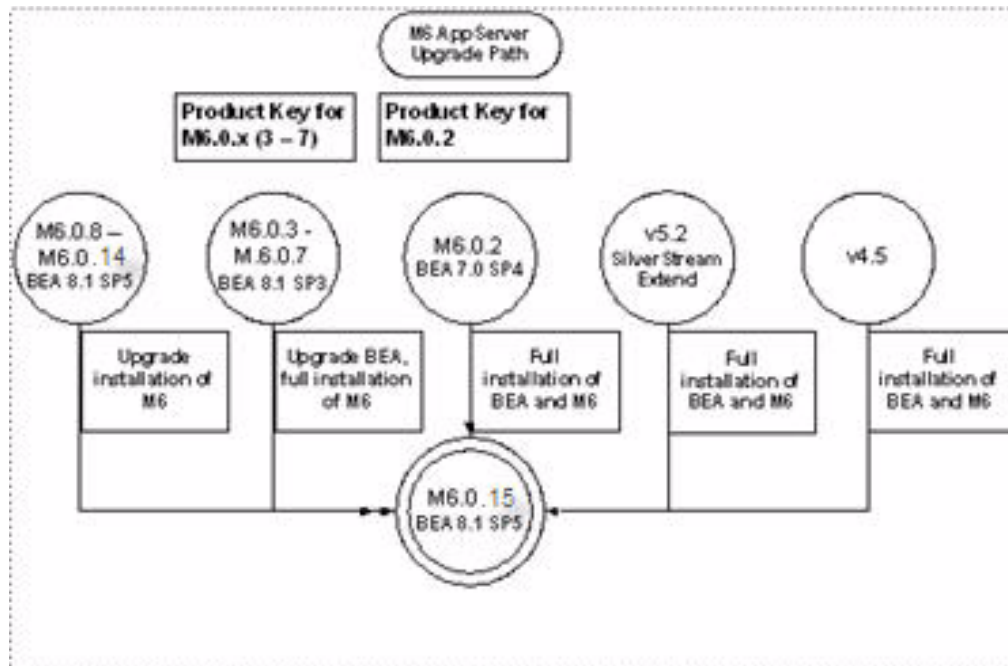 M6 AppServer
Upgrade Path
Product Key for
M6.0.x (3 – 7)
Product Key for
M6.0.2
M6.0.8 –
M6.0.14
BEA 8.1 SP5
M6.0.3 -
M.6.0.7
BEA 8.1 SP3
M6.0.2
BEA 7.0 SP4
v5.2
SilverStream
Extend
v4.5
Upgrade
installation of
M6
Upgrade BEA,
full installation
of M6
Full
installation of
BEA and M6
Full
installation of
BEA and M6
Full
installation of
BEA and M6
M6.0.15
BEA 8.1 SP5